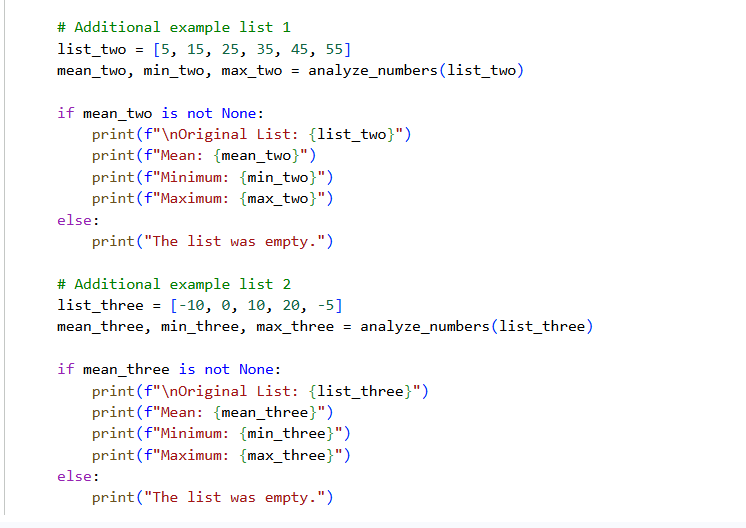 # Additional example list 1
list_two = [5, 15, 25, 35, 45, 55]
mean_two, min_two, max_two = analyze_numbers(list_two)

if mean_two is not None:
    print(f"\nOriginal List: {list_two}")
    print(f"Mean: {mean_two}")
    print(f"Minimum: {min_two}")
    print(f"Maximum: {max_two}")
else:
    print("The list was empty.")

# Additional example list 2
list_three = [-10, 0, 10, 20, -5]
mean_three, min_three, max_three = analyze_numbers(list_three)

if mean_three is not None:
    print(f"\nOriginal List: {list_three}")
    print(f"Mean: {mean_three}")
    print(f"Minimum: {min_three}")
    print(f"Maximum: {max_three}")
else:
    print("The list was empty.")